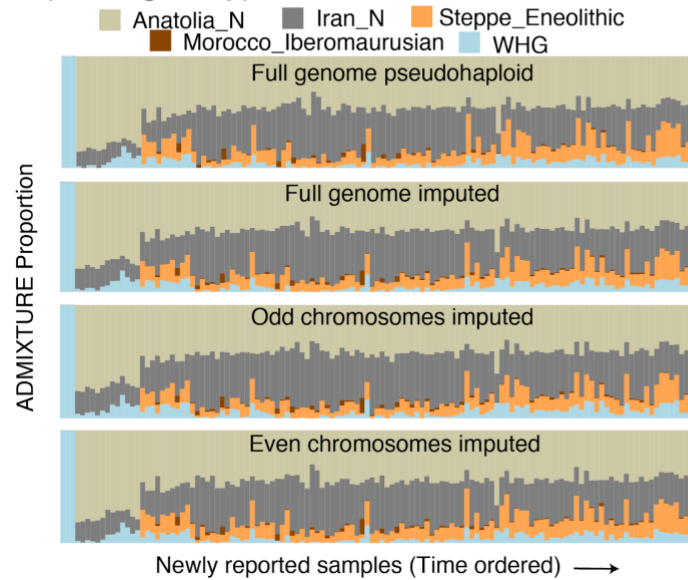 Anatolia_N Iran_N Steppe_Eneolithic
Morocco_Iberomaurusian WHG
Full genome pseudohaploid
Full genome imputed
Odd chromosomes imputed
Even chromosomes imputed
ADMIXTURE Proportion
Newly reported samples (Time ordered) →